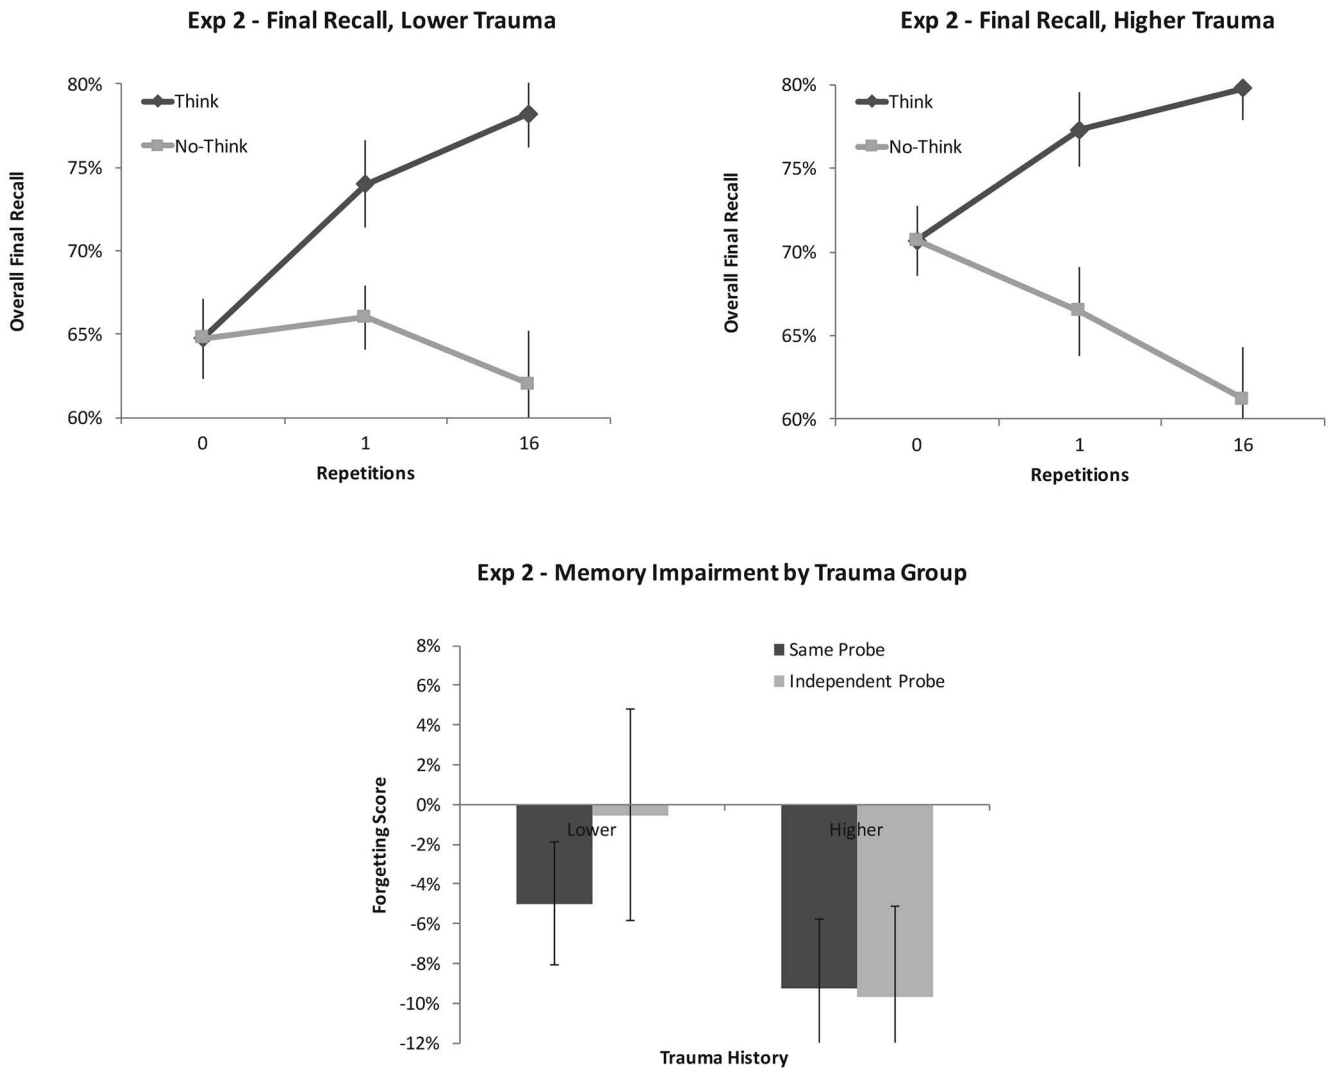 Exp 2 - Final Recall, Lower Trauma
80%
75%
70%
65%
60%
Overall Final Recall
Think
No-Think
0
1
16
Repetitions
Exp 2 - Final Recall, Higher Trauma
80%
75%
70%
65%
60%
Overall Final Recall
Think
No-Think
0
1
16
Repetitions
Exp 2 - Memory Impairment by Trauma Group
8%
6%
4%
2%
0%
-2%
-4%
-6%
-8%
-10%
-12%
Forgetting Score
Same Probe
Independent Probe
Lower
Higher
Trauma History